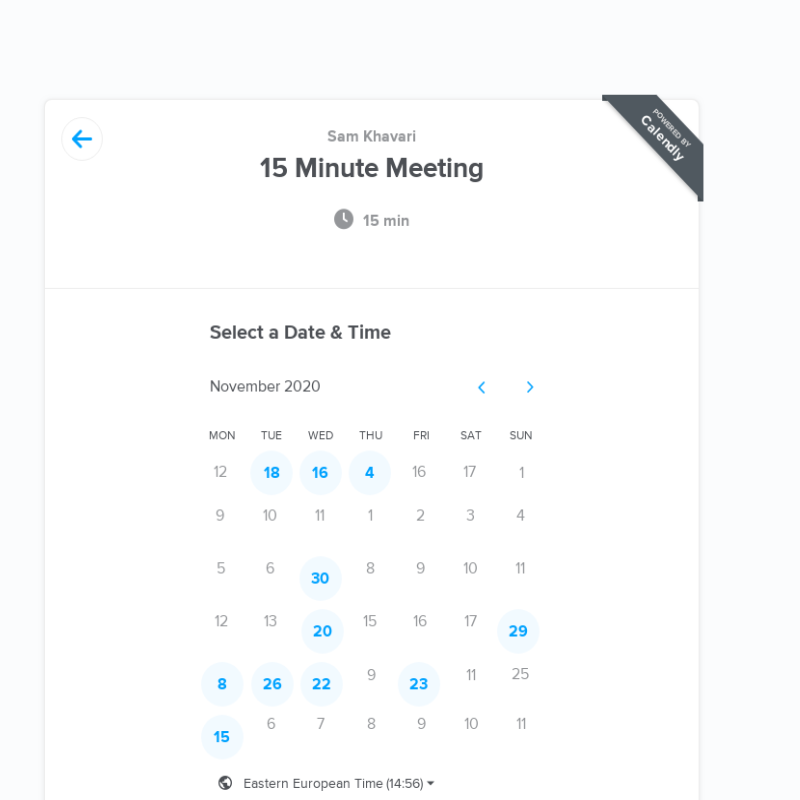 POWERED BY
Calendly
Sam Khavari
15 Minute Meeting
15 min
Select a Date & Time
November 2020
MON TUE WED THU FRI SAT SUN
12 18 16 4 16 17 1
9 10 11 1 2 3 4
5 6 30 8 9 10 11
12 13 20 15 16 17 29
8 26 22 9 23 11 25
15 6 7 8 9 10 11
Eastern European Time (14:56)